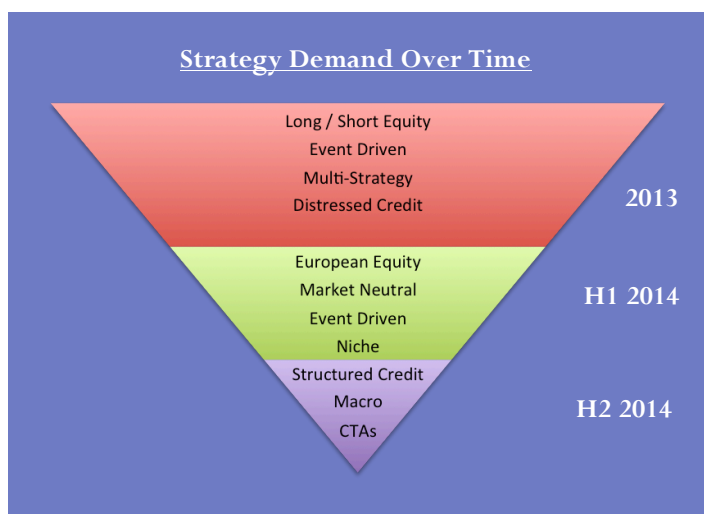 Strategy Demand Over Time
Long / Short Equity
Event Driven
Multi-Strategy
Distressed Credit
2013
European Equity
Market Neutral
Event Driven
Niche
H1 2014
Structured Credit
Macro
CTAs
H2 2014